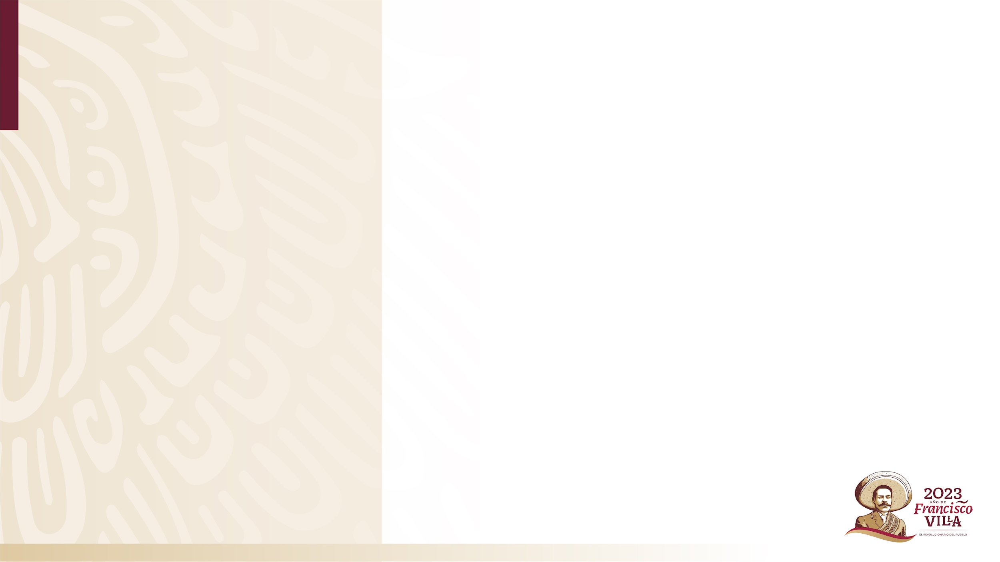 2023
AÑO DE
Francisco
VILLA
EL REVOLUCIONARIO DEL PUEBLO